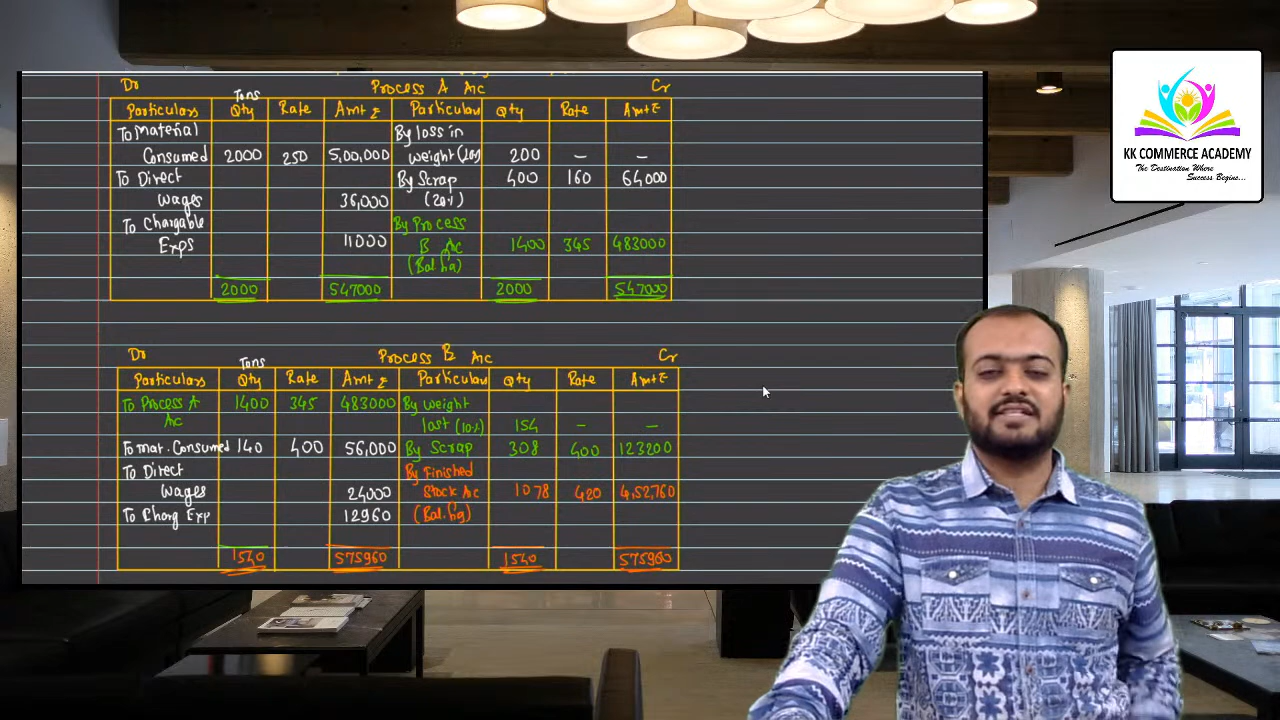 Dr Process A A/c Cr
Particulars Tons Qty Rate Amt ₹ Particulars Qty Rate Amt ₹
To Material By loss in
Consumed 2000 250 5,00,000 weight (10%) 200 – –
To Direct By Scrap 400 160 64000
Wages 36,000 (20%)
To Chargable By Process
Exps 11000 B A/c 1400 345 483000
(Bal. fig)
2000 547000 2000 547000
Dr Process B A/c Cr
Particulars Tons Qty Rate Amt ₹ Particulars Qty Rate Amt ₹
To Process A 1400 345 483000 By Weight
A/c last (10%) 154 – –
To mat. Consumed 140 400 56,000 By Scrap 308 400 123200
To Direct By Finished
Wages 24000 Stock A/c 1078 420 4,52,760
To Charg Exp 12960 (Bal. fig)
1540 575960 1540 575960
KK COMMERCE ACADEMY
The Destination Where
Success Begins...